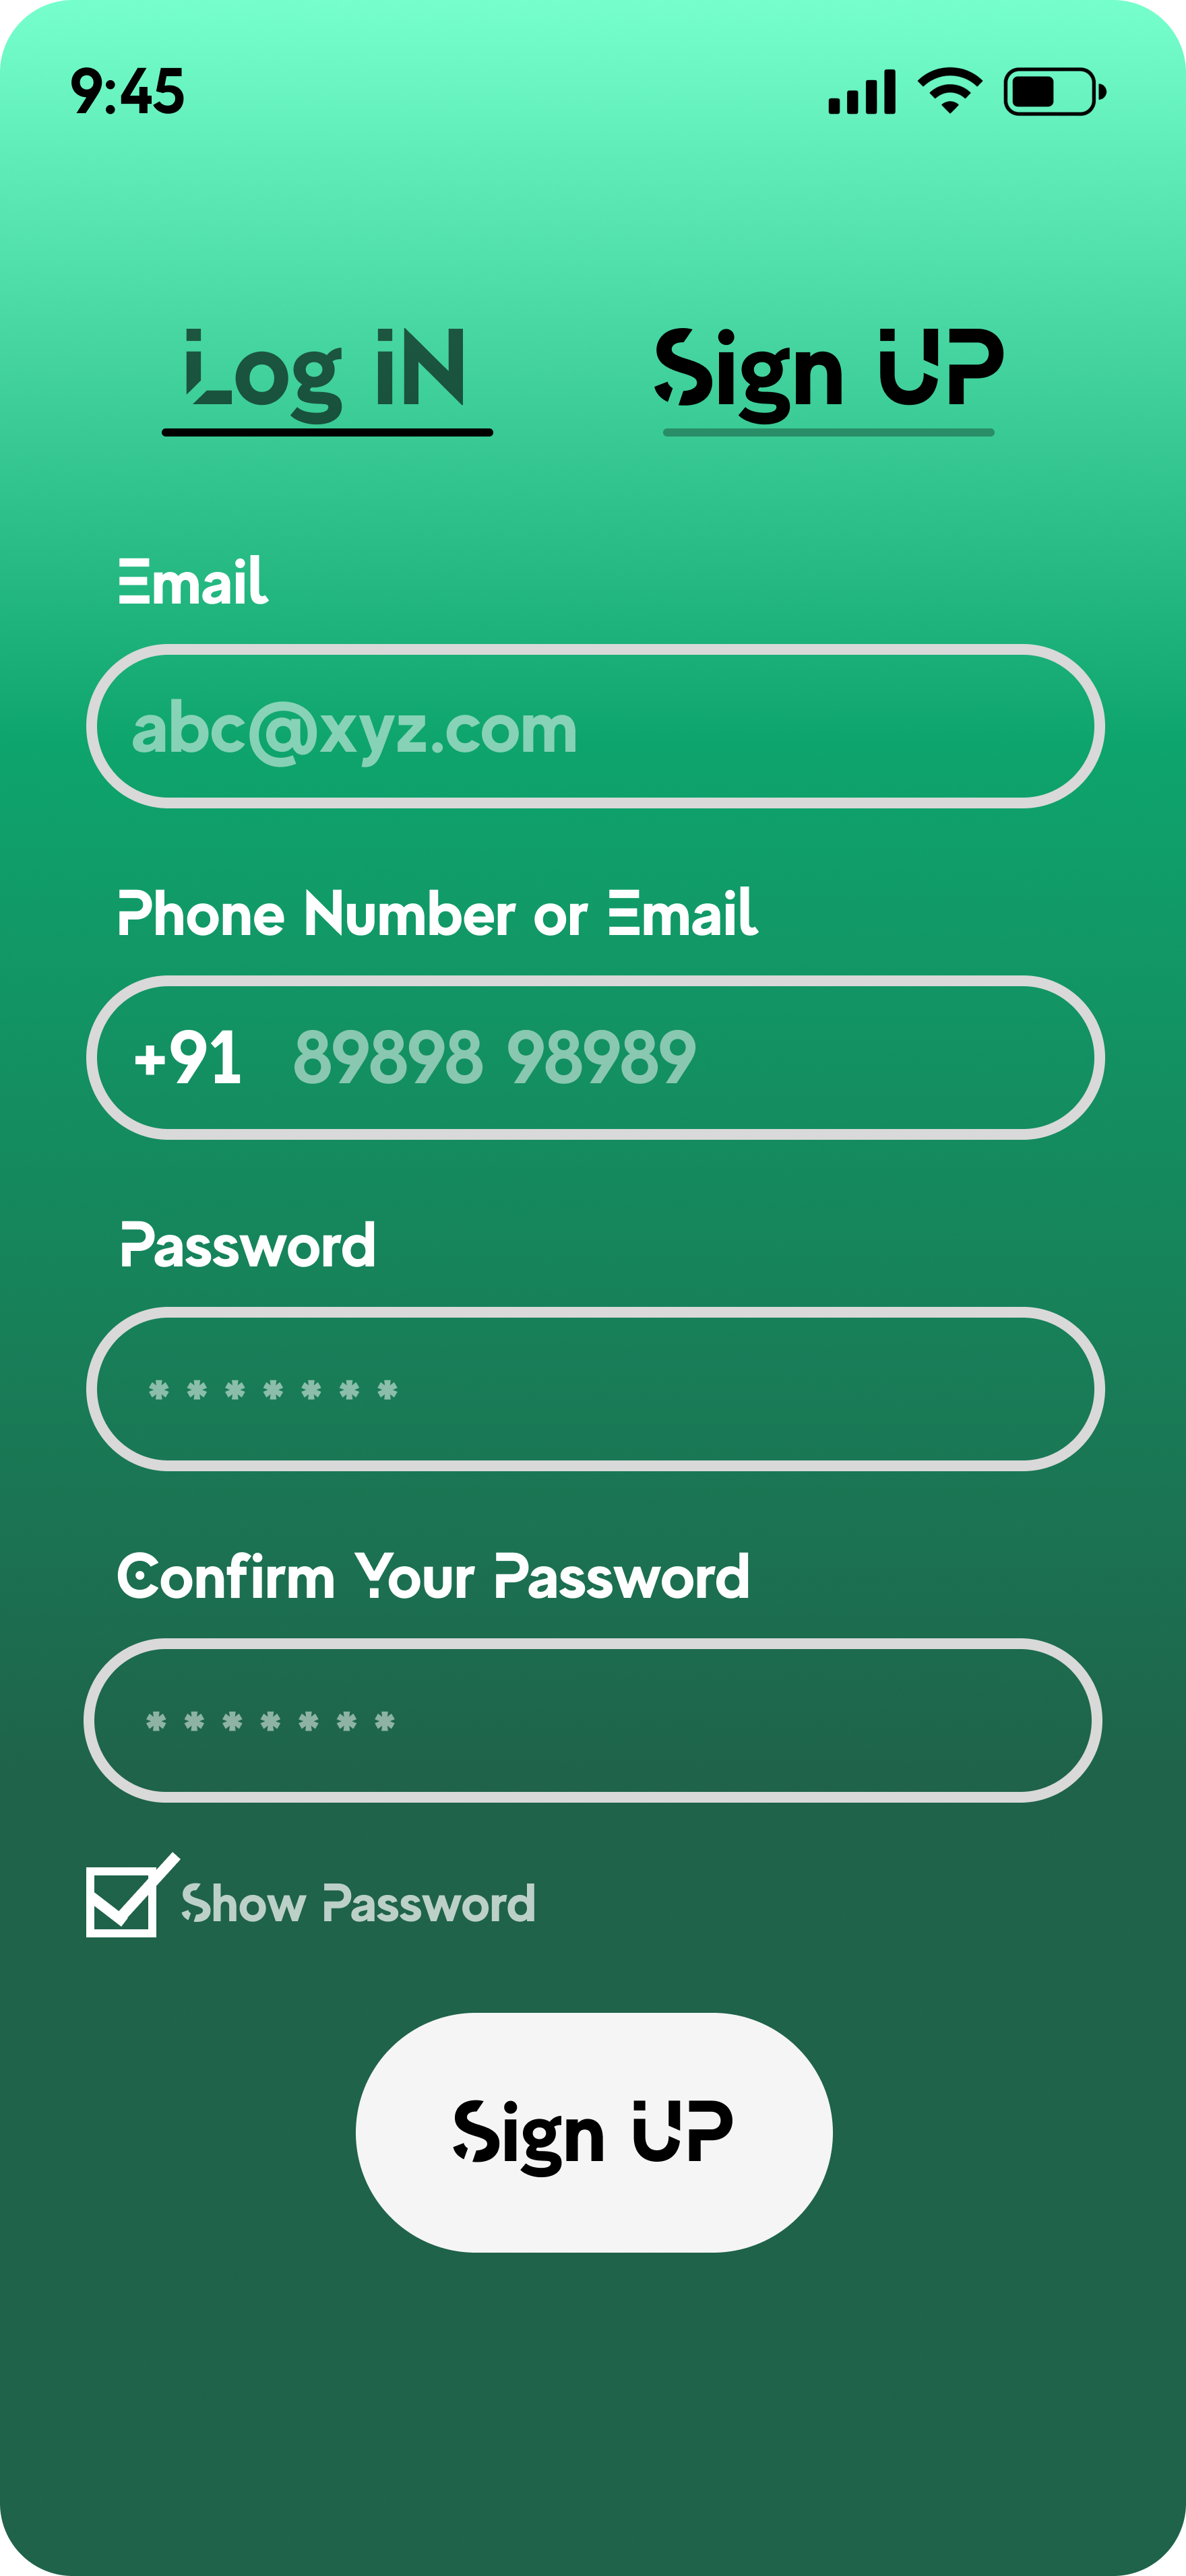 9:45
Log iN
Sign UP
Email
abc@xyz.com
Phone Number or Email
+91 89898 98989
Password
*******
Confirm Your Password
*******
Show Password
Sign UP